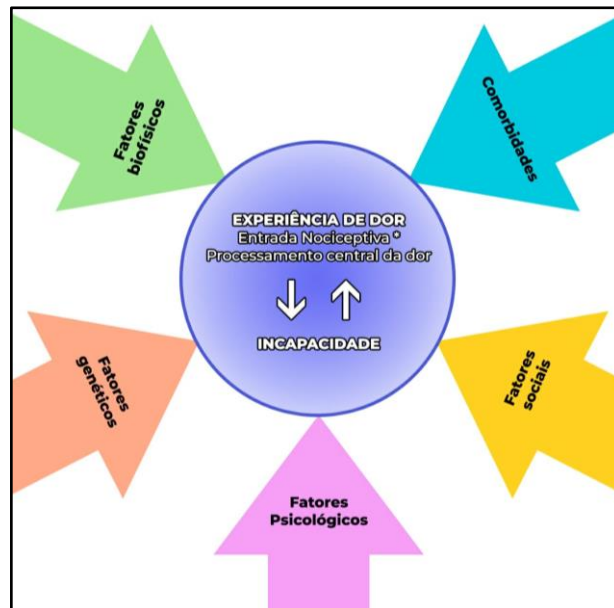 Fatores
biofísicos
Comorbidades
EXPERIÊNCIA DE DOR
Entrada Nociceptiva *
Processamento central da dor
INCAPACIDADE
Fatores
genéticos
Fatores
sociais
Fatores
Psicológicos